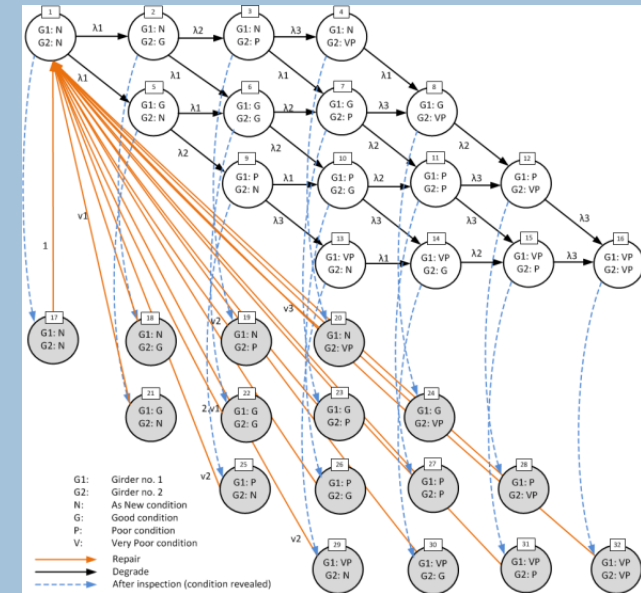 1
2
3
4
G1: N
G2: N
λ1
G1: N
G2: G
λ2
G1: N
G2: P
λ3
G1: N
G2: VP
λ1
λ1
λ1
λ1
5
6
7
8
G1: G
G2: N
λ1
G1: G
G2: G
λ2
G1: G
G2: P
λ3
G1: G
G2: VP
λ2
λ2
λ2
λ2
9
10
11
12
G1: P
G2: N
λ1
G1: P
G2: G
λ2
G1: P
G2: P
λ3
G1: P
G2: VP
λ3
λ3
λ3
λ3
13
14
15
16
G1: VP
G2: N
λ1
G1: VP
G2: G
λ2
G1: VP
G2: P
λ3
G1: VP
G2: VP
v1
1
v3
v2
17
18
19
20
G1: N
G2: N
G1: N
G2: G
G1: N
G2: P
G1: N
G2: VP
21
22
23
24
G1: G
G2: N
2.v1
G1: G
G2: G
G1: G
G2: P
G1: G
G2: VP
25
26
27
28
v2
G1: P
G2: N
G1: P
G2: G
G1: P
G2: P
G1: P
G2: VP
v2
29
30
31
32
G1: VP
G2: N
G1: VP
G2: G
G1: VP
G2: P
G1: VP
G2: VP
G1: Girder no. 1
G2: Girder no. 2
N: As New condition
G: Good condition
P: Poor condition
V: Very Poor condition
Repair
Degrade
After inspection (condition revealed)